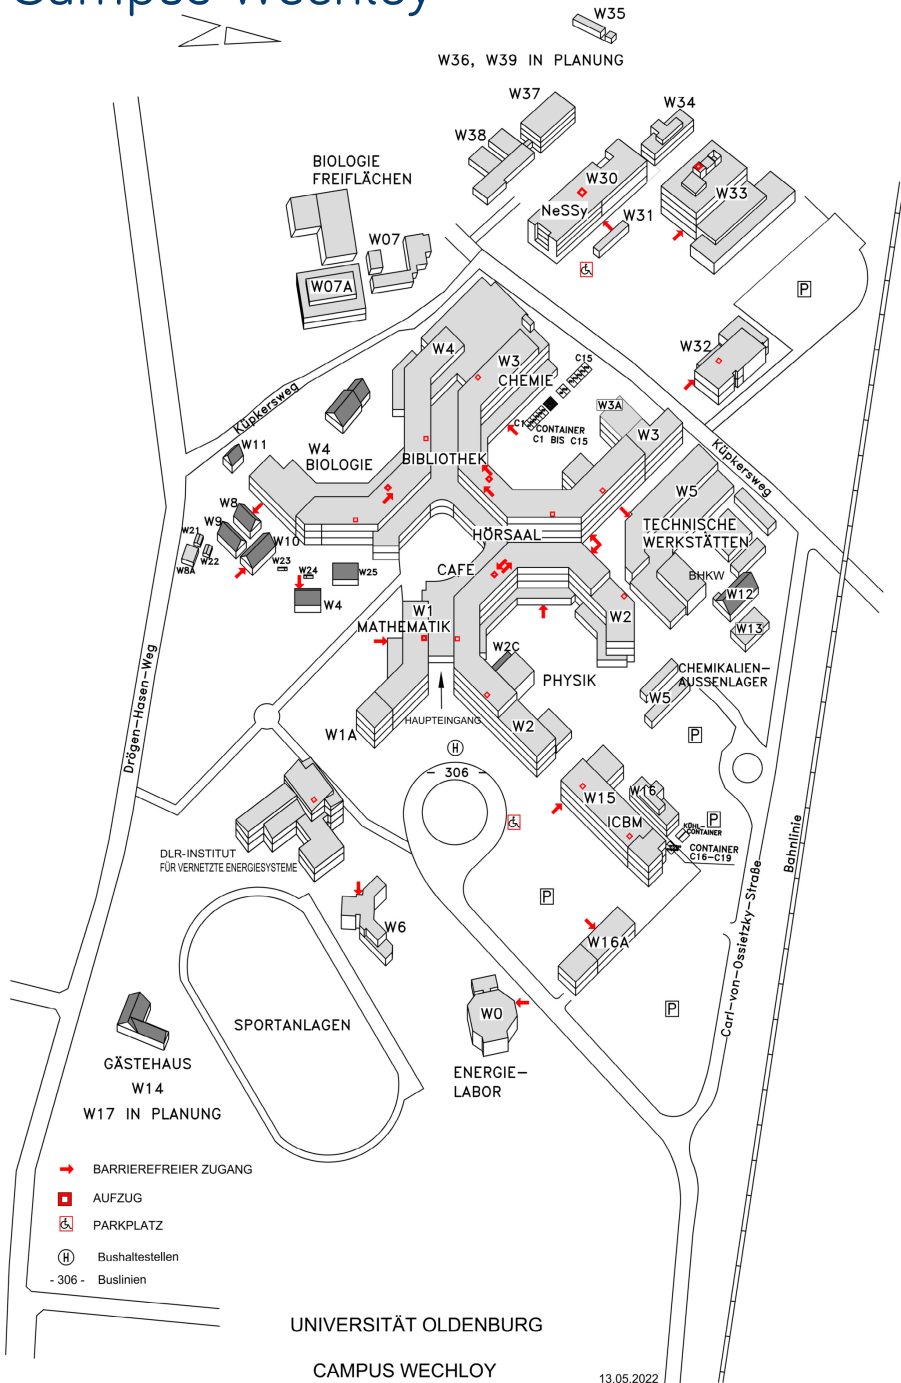 Campus Wechloy
W35
W36, W39 IN PLANUNG
W37
W34
W38
BIOLOGIE
FREIFLÄCHEN
W30
W33
NeSSy
W31
W07
W07A
P
W4
W3
W32
C15
CHEMIE
W3A
C1
CONTAINER
C1 BIS C15
Küpkersweg
W3
Küpkersweg
W11
W4
BIOLOGIE
BIBLIOTHEK
W5
W8
W9
W10
W21
W22
W8A
W23
W24
W25
W4
HÖRSAAL
TECHNISCHE
WERKSTÄTTEN
CAFE
BHKW
W12
W1
MATHEMATIK
W2
W13
W2C
PHYSIK
CHEMIKALIEN-
AUSSENLAGER
W5
Drögen-Hasen-Weg
HAUPTEINGANG
W1A
W2
P
H
- 306 -
W15
W16
ICBM
P
KÜHL-
CONTAINER
CONTAINER
C16-C19
Bahnlinie
DLR-INSTITUT
FÜR VERNETZTE ENERGIESYSTEME
P
W6
W16A
Carl-von-Ossietzky-Straße
P
SPORTANLAGEN
W0
GÄSTEHAUS
W14
W17 IN PLANUNG
ENERGIE-
LABOR
BARRIEREFREIER ZUGANG
AUFZUG
PARKPLATZ
H Bushaltestellen
- 306 - Buslinien
UNIVERSITÄT OLDENBURG
CAMPUS WECHLOY
13.05.2022